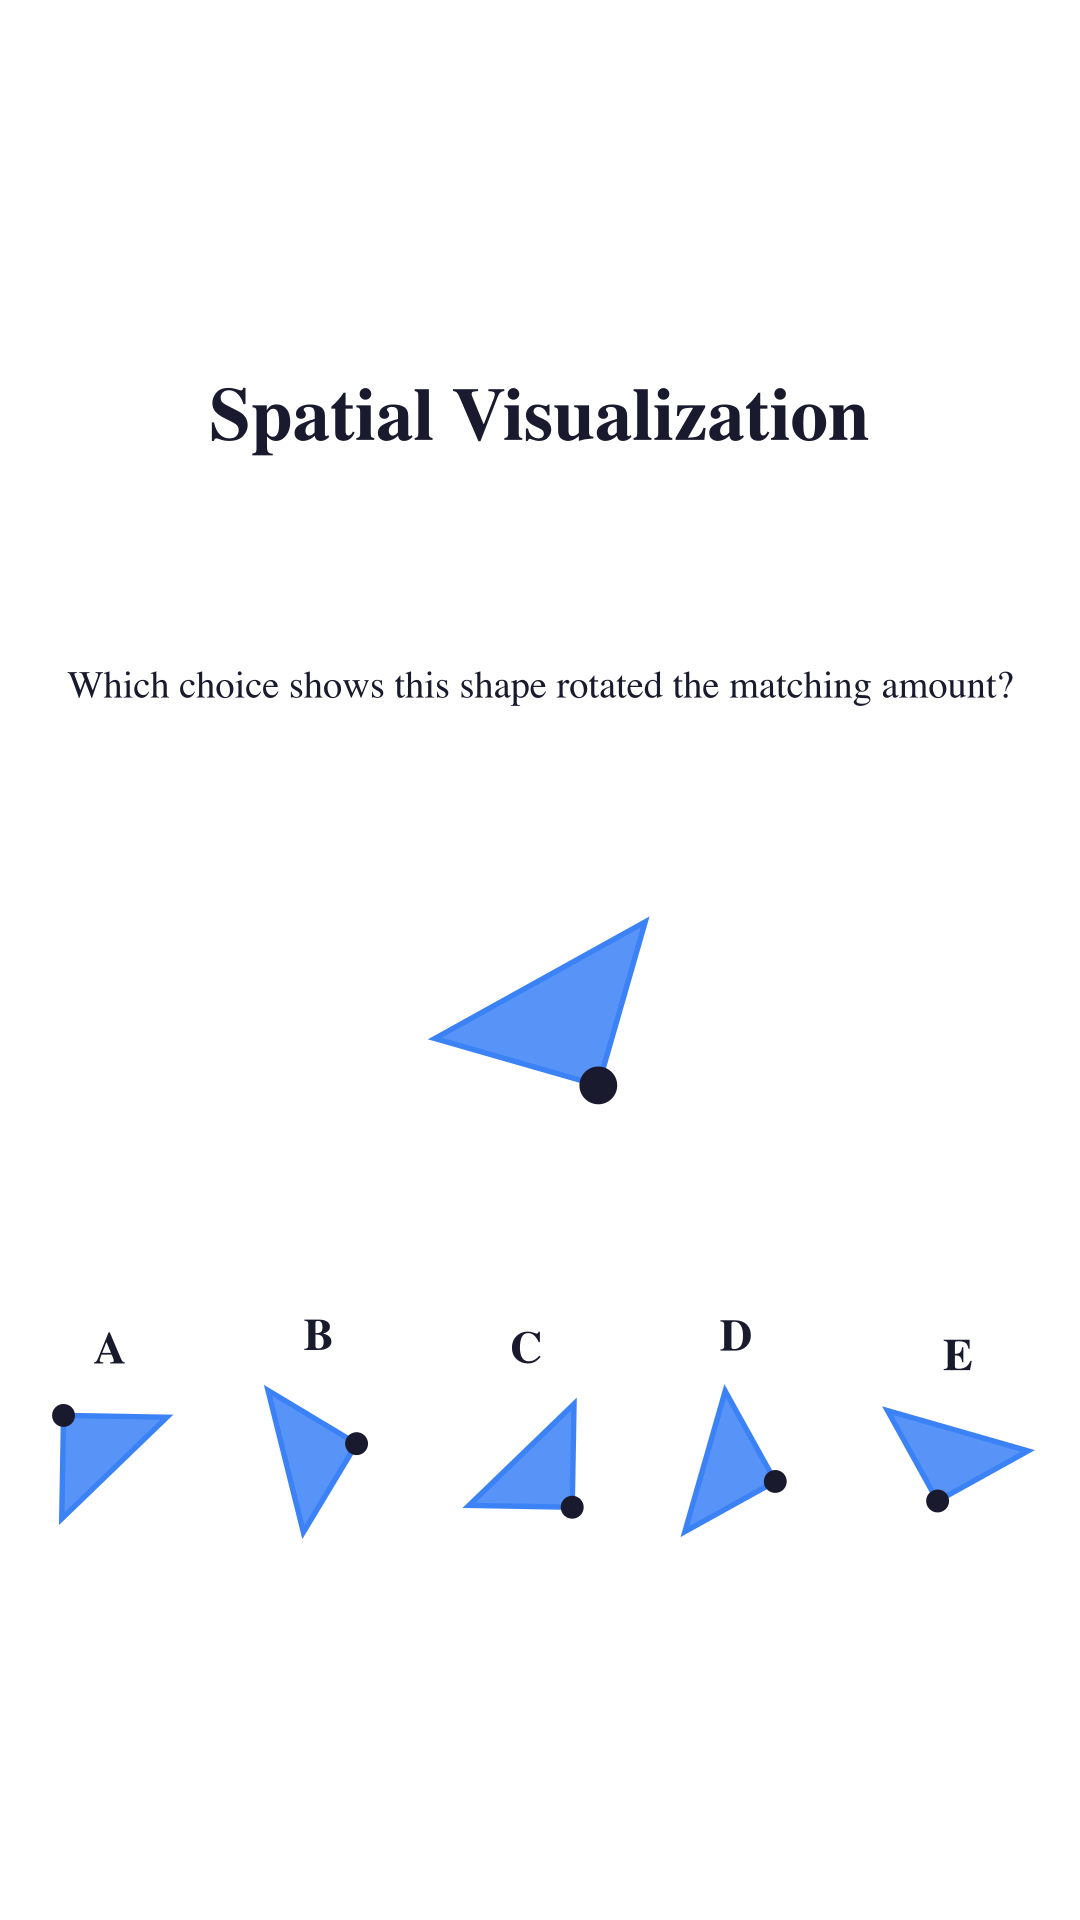 Spatial Visualization
Which choice shows this shape rotated the matching amount?
A B C D E